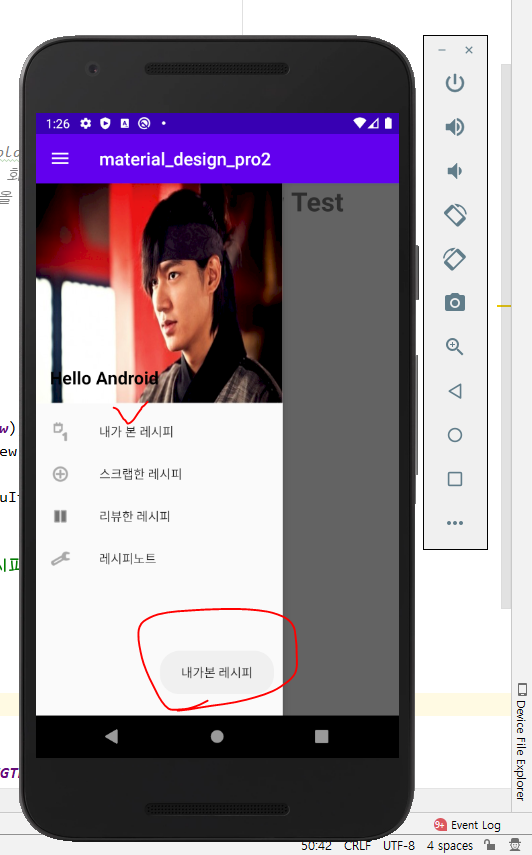 1:26
material_design_pro2
Test
Hello Android
내가 본 레시피
스크랩한 레시피
리뷰한 레시피
레시피노트
내가본 레시피
Device File Explorer
9+ Event Log
50:42 CRLF UTF-8 4 spaces